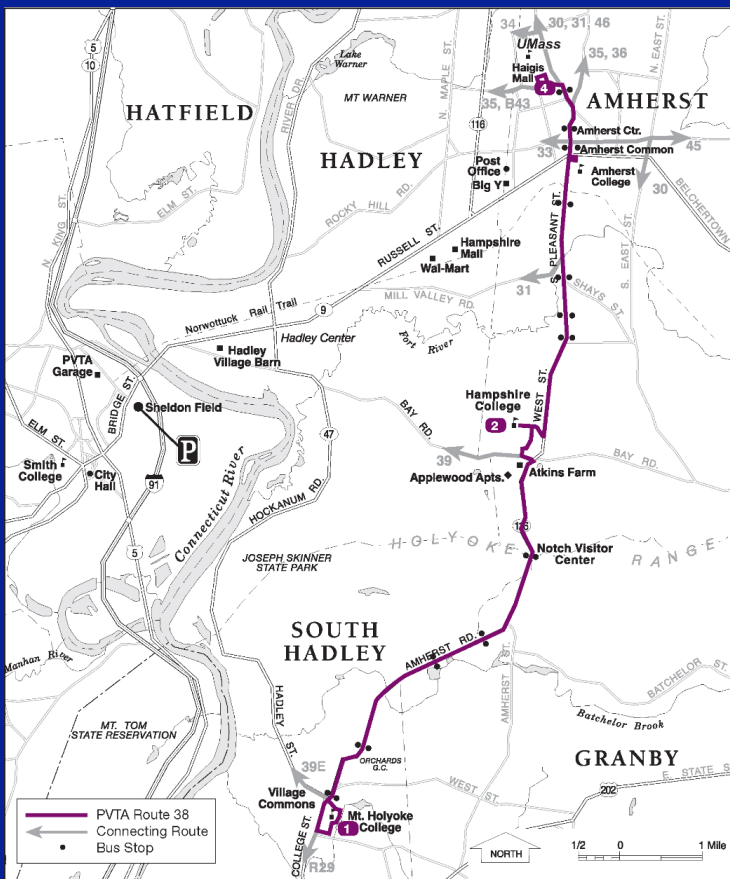 5
10
HATFIELD
Lake
Warner
RIVER DR.
MT WARNER
N. MAPLE ST.
34
30, 31
46
UMass
Haigis
Mall
4
35, 36
N. EAST ST.
35, B43
AMHERST
116
HADLEY
Amherst Ctr.
Amherst Common
33
45
Post
Office
Big Y
Amherst
College
30
BELCHERTOWN
ELM ST.
N. KING ST.
ROCKY HILL RD.
RUSSELL ST.
Hampshire
Mall
Wal-Mart
S. PLEASANT ST.
S. EAST ST.
31
MILL VALLEY RD.
SHAYS ST.
Norwottuck Rail Trail
9
Fort River
Hadley Center
PVTA
Garage
Hadley
Village Barn
BRIDGE ST.
Sheldon Field
P
WEST ST.
Hampshire
College
2
BAY RD.
47
ELM ST.
Smith
College
City
Hall
91
39
BAY RD.
Applewood Apts.
Atkins Farm
Connecticut River
HOCKANUM RD.
5
116
HOLYOKE RANGE
Notch Visitor
Center
JOSEPH SKINNER
STATE PARK
SOUTH
HADLEY
AMHERST RD.
Manhan River
HADLEY ST.
AMHERST ST.
BATCHELOR ST.
Batchelor Brook
MT. TOM
STATE RESERVATION
ORCHARDS
G.C.
GRANBY
39E
E STATE S
202
Village
Commons
WEST ST.
Mt. Holyoke
College
1
COLLEGE ST.
R29
PVTA Route 38
Connecting Route
Bus Stop
NORTH
1/2
0
1 Mile